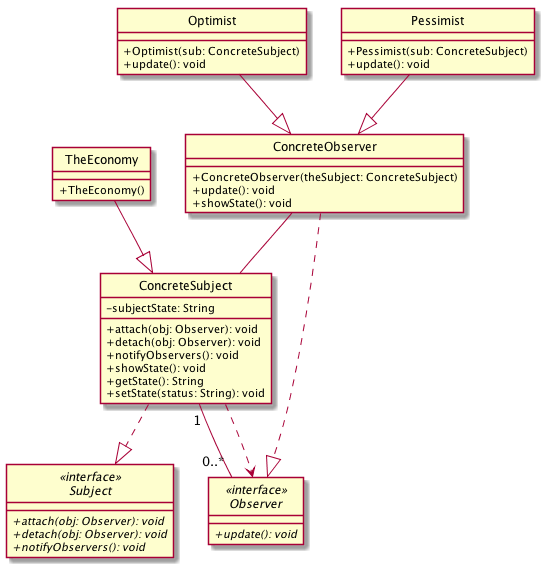 Optimist
+Optimist(sub: ConcreteSubject)
+update(): void
Pessimist
+Pessimist(sub: ConcreteSubject)
+update(): void
TheEconomy
+TheEconomy()
ConcreteObserver
+ConcreteObserver(theSubject: ConcreteSubject)
+update(): void
+showState(): void
ConcreteSubject
-subjectState: String
+attach(obj: Observer): void
+detach(obj: Observer): void
+notifyObservers(): void
+showState(): void
+getState(): String
+setState(status: String): void
1
0..*
«interface»
Subject
+attach(obj: Observer): void
+detach(obj: Observer): void
+notifyObservers(): void
«interface»
Observer
+update(): void